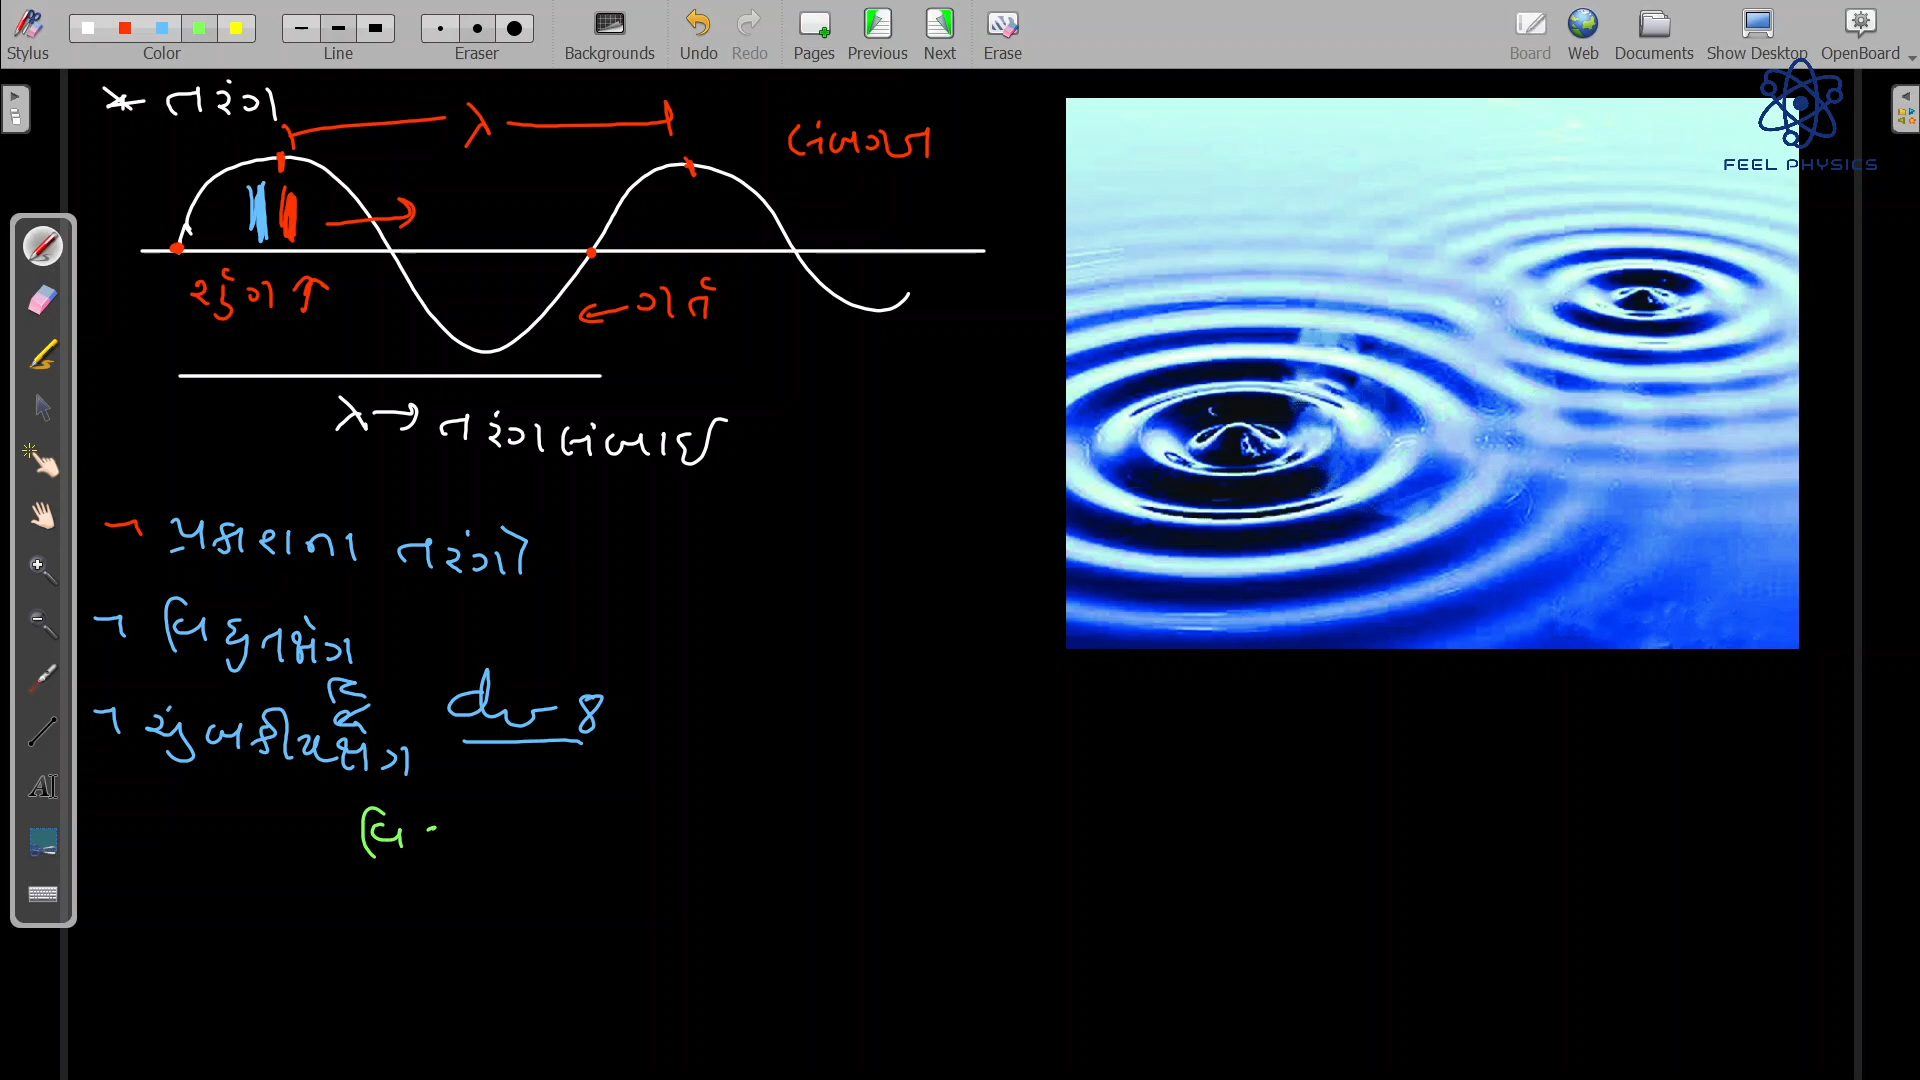 Stylus Color Line Eraser Backgrounds Undo Redo Pages Previous Next Erase Board Web Documents Show Desktop OpenBoard
FEEL PHYSICS
* તરંગ
λ
શૃંગ ↑
← ગર્ત
λ → તરંગલંબાઈ
¬ પ્રકાશના તરંગો
¬ વિદ્યુતક્ષેત્ર
¬ ચુંબકીયક્ષેત્ર
ch - 8
વિ